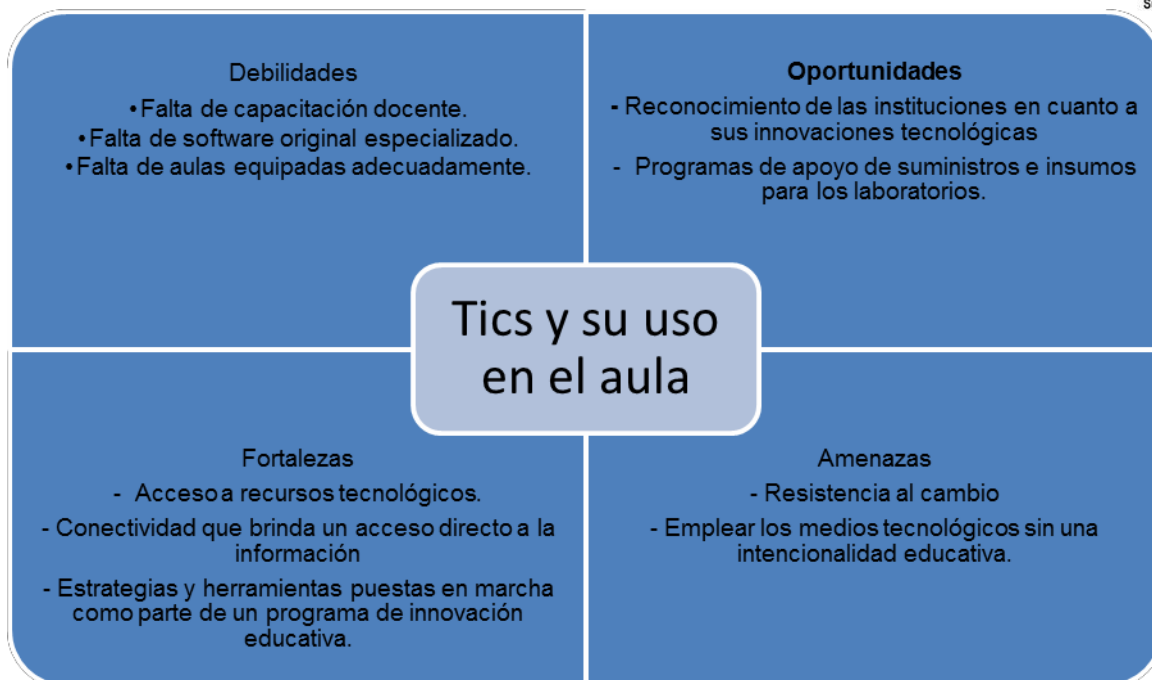 Debilidades
•Falta de capacitación docente.
•Falta de software original especializado.
•Falta de aulas equipadas adecuadamente.
Oportunidades
- Reconocimiento de las instituciones en cuanto a
sus innovaciones tecnológicas
- Programas de apoyo de suministros e insumos
para los laboratorios.
Tics y su uso
en el aula
Fortalezas
- Acceso a recursos tecnológicos.
- Conectividad que brinda un acceso directo a la
información
- Estrategias y herramientas puestas en marcha
como parte de un programa de innovación
educativa.
Amenazas
- Resistencia al cambio
- Emplear los medios tecnológicos sin una
intencionalidad educativa.